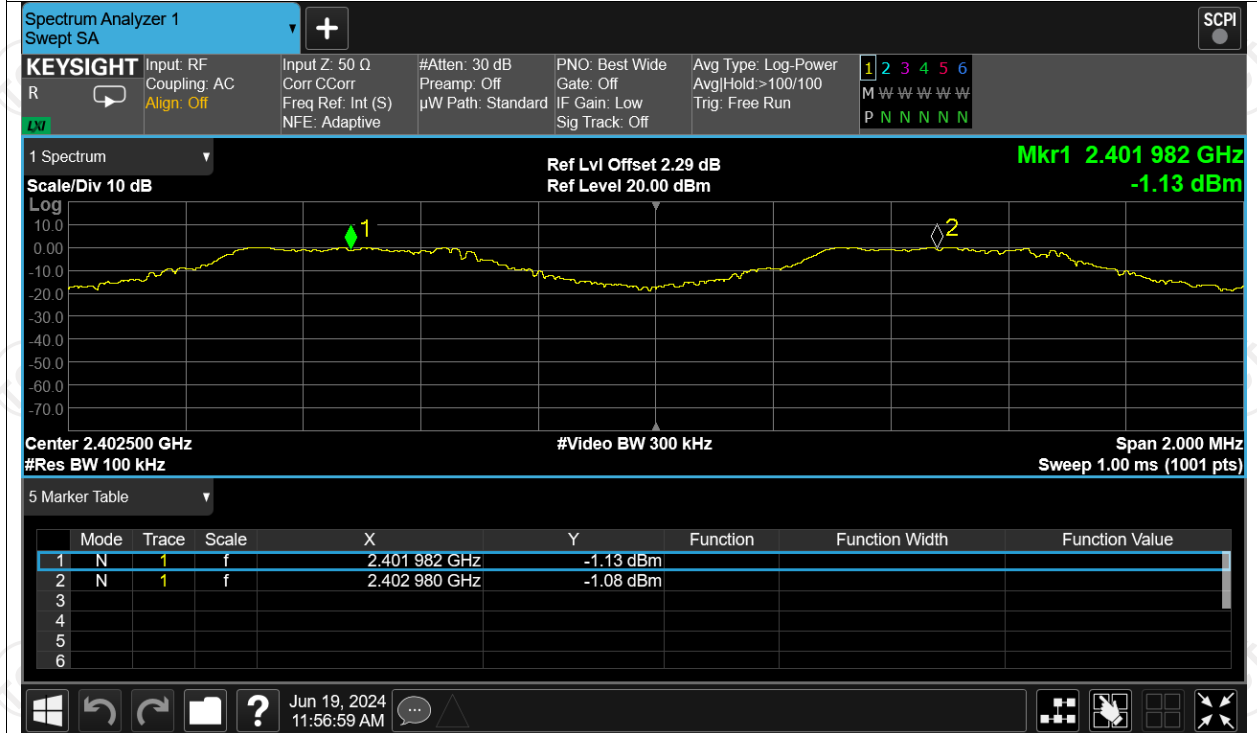 Spectrum Analyzer 1
Swept SA
SCPI
KEYSIGHT
R
LXI
Input: RF
Coupling: AC
Align: Off
Input Z: 50 Ω
Corr CCorr
Freq Ref: Int (S)
NFE: Adaptive
#Atten: 30 dB
Preamp: Off
µW Path: Standard
PNO: Best Wide
Gate: Off
IF Gain: Low
Sig Track: Off
Avg Type: Log-Power
Avg|Hold:>100/100
Trig: Free Run
1 2 3 4 5 6
M W W W W W
P N N N N N
1 Spectrum
Scale/Div 10 dB
Ref Lvl Offset 2.29 dB
Ref Level 20.00 dBm
Mkr1 2.401 982 GHz
-1.13 dBm
Log
10.0
0.00
-10.0
-20.0
-30.0
-40.0
-50.0
-60.0
-70.0
1
2
Center 2.402500 GHz
#Video BW 300 kHz
Span 2.000 MHz
#Res BW 100 kHz
Sweep 1.00 ms (1001 pts)
5 Marker Table
Mode Trace Scale X Y Function Function Width Function Value
1 N 1 f 2.401 982 GHz -1.13 dBm
2 N 1 f 2.402 980 GHz -1.08 dBm
3
4
5
6
?
Jun 19, 2024
11:56:59 AM